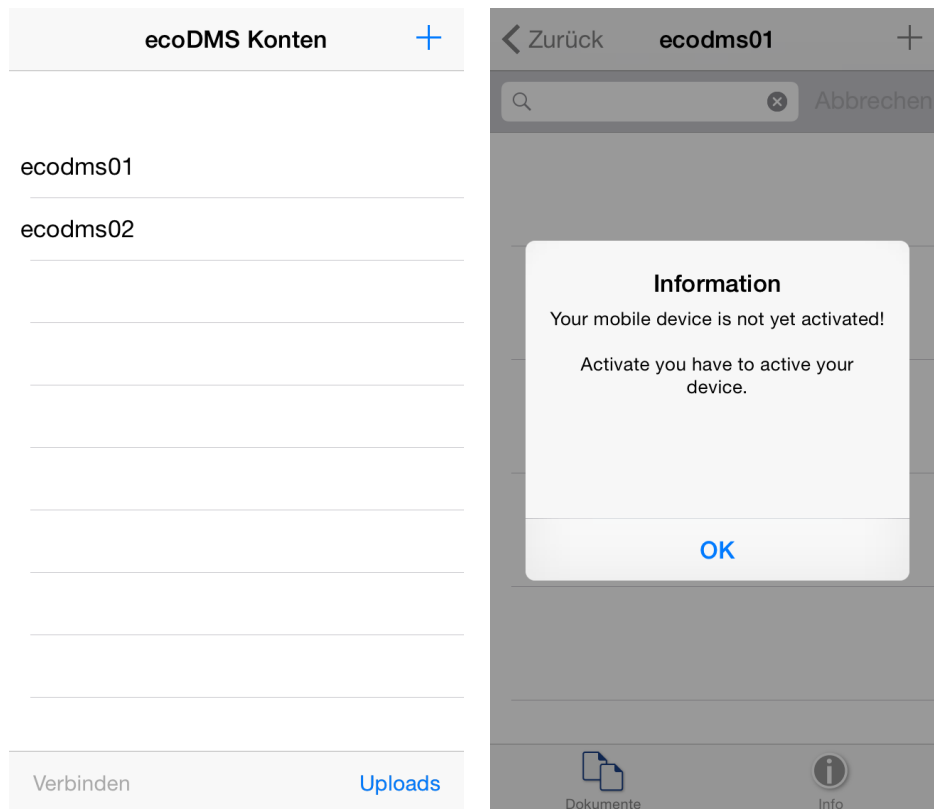 ecoDMS Konten
ecodms01
ecodms02
Verbinden
Uploads
Zurück
ecodms01
Abbrechen
Information
Your mobile device is not yet activated!
Activate you have to active your
device.
OK
Dokumente
Info